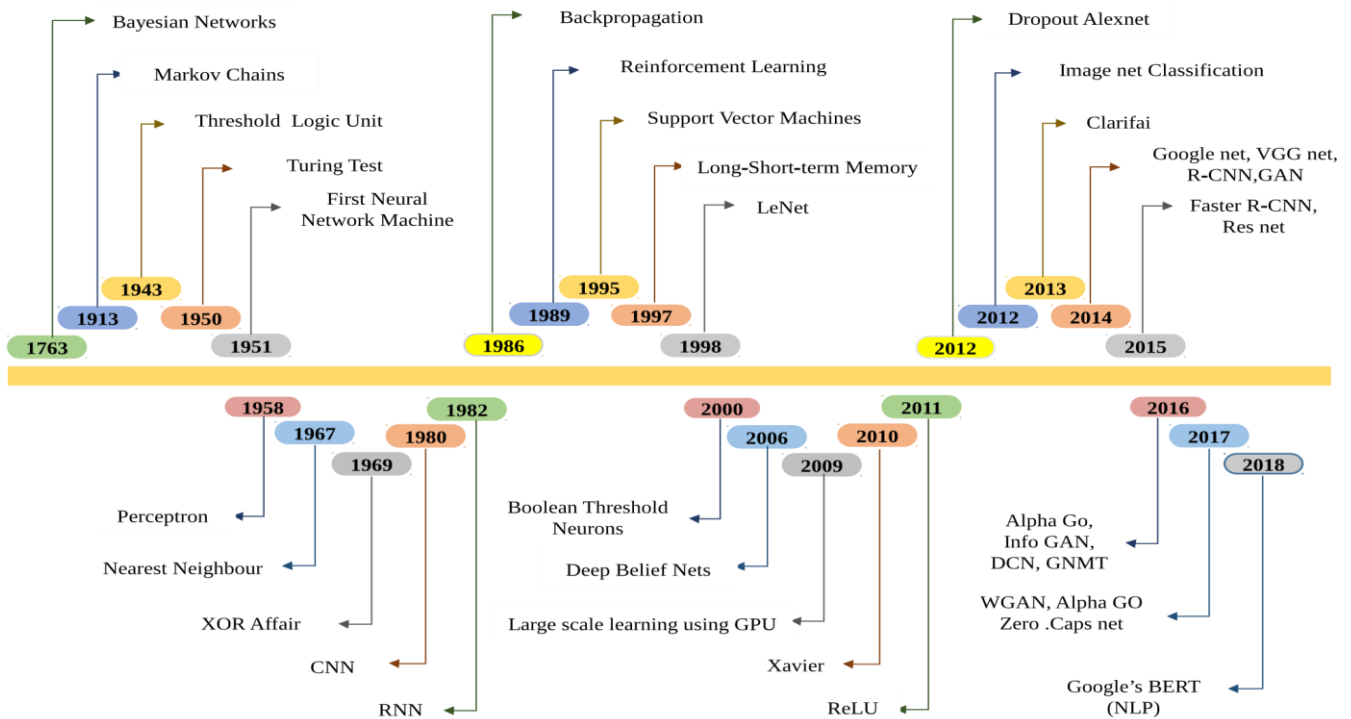 Bayesian Networks
Markov Chains
Threshold Logic Unit
Turing Test
First Neural
Network Machine
1943
1913
1950
1763
1951
Backpropagation
Reinforcement Learning
Support Vector Machines
Long-Short-term Memory
LeNet
1995
1989
1997
1986
1998
Dropout Alexnet
Image net Classification
Clarifai
Google net, VGG net,
R-CNN,GAN
Faster R-CNN,
Res net
2013
2012
2014
2012
2015
1958
1967
1969
1980
1982
Perceptron
Nearest Neighbour
XOR Affair
CNN
RNN
2000
2006
2009
2010
2011
Boolean Threshold
Neurons
Deep Belief Nets
Large scale learning using GPU
Xavier
ReLU
2016
2017
2018
Alpha Go,
Info GAN,
DCN, GNMT
WGAN, Alpha GO
Zero .Caps net
Google’s BERT
(NLP)